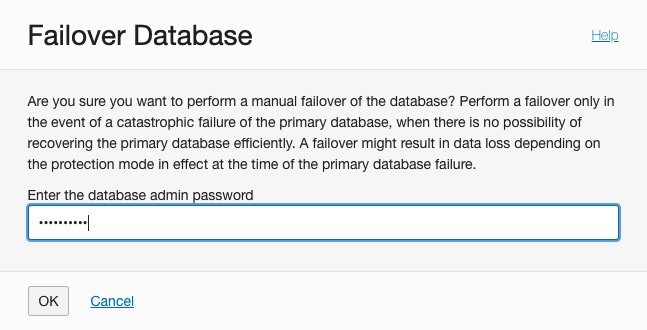 Failover Database
Help
Are you sure you want to perform a manual failover of the database? Perform a failover only in
the event of a catastrophic failure of the primary database, when there is no possibility of
recovering the primary database efficiently. A failover might result in data loss depending on
the protection mode in effect at the time of the primary database failure.
Enter the database admin password
••••••••••
OK
Cancel